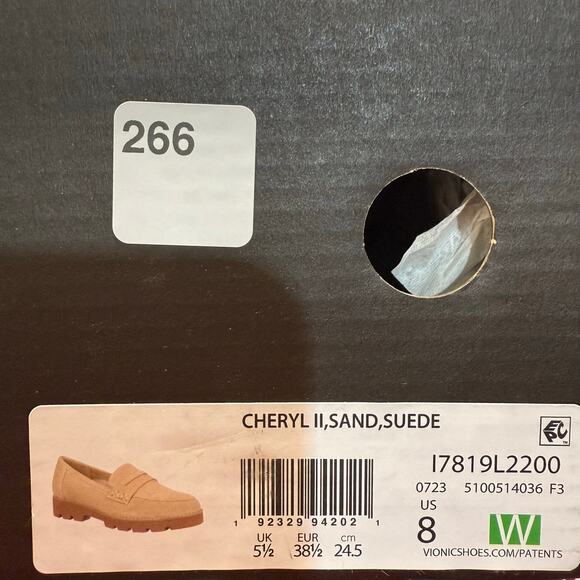 266
CHERYL II,SAND,SUEDE
EPC™
I7819L2200
0723 5100514036 F3
1 92329 94202 1
US
8 W
UK EUR cm
5½ 38½ 24.5
VIONICSHOES.COM/PATENTS